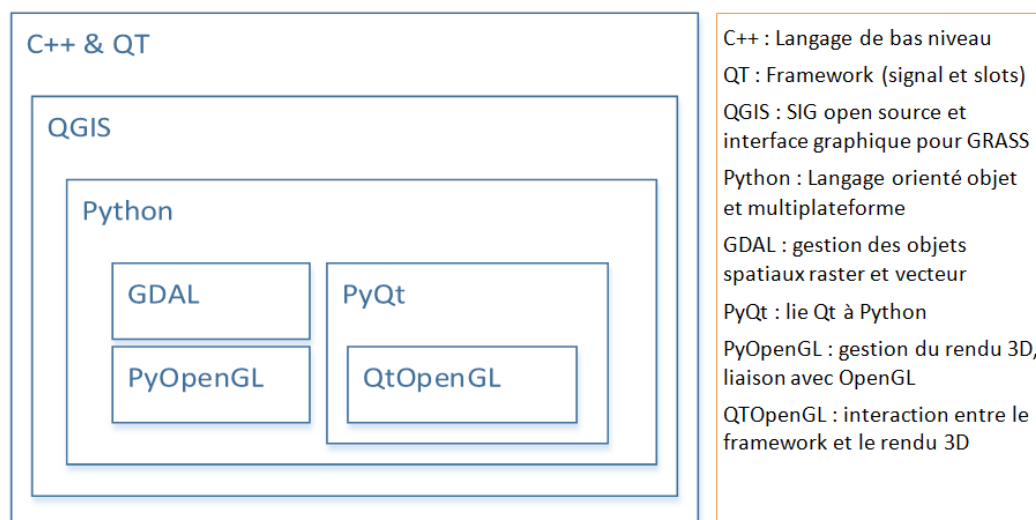 C++ & QT
QGIS
Python
GDAL
PyQt
PyOpenGL
QtOpenGL
C++ : Langage de bas niveau
QT : Framework (signal et slots)
QGIS : SIG open source et
interface graphique pour GRASS
Python : Langage orienté objet
et multiplateforme
GDAL : gestion des objets
spatiaux raster et vecteur
PyQt : lie Qt à Python
PyOpenGL : gestion du rendu 3D,
liaison avec OpenGL
QTOpenGL : interaction entre le
framework et le rendu 3D